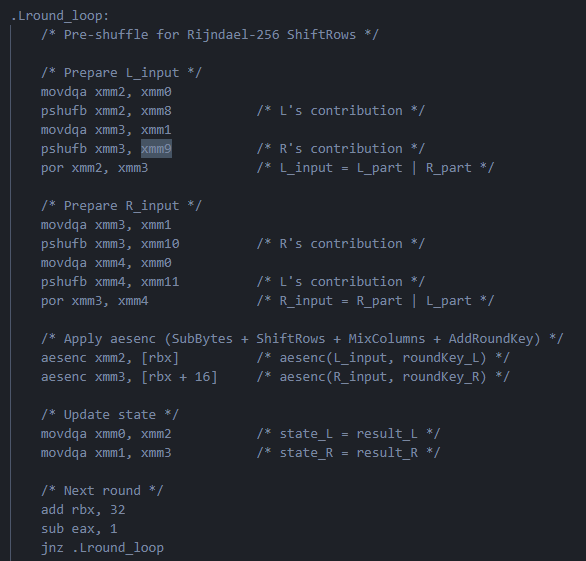 .Lround_loop:
/* Pre-shuffle for Rijndael-256 ShiftRows */
/* Prepare L_input */
movdqa xmm2, xmm0
pshufb xmm2, xmm8 /* L's contribution */
movdqa xmm3, xmm1
pshufb xmm3, xmm9 /* R's contribution */
por xmm2, xmm3 /* L_input = L_part | R_part */
/* Prepare R_input */
movdqa xmm3, xmm1
pshufb xmm3, xmm10 /* R's contribution */
movdqa xmm4, xmm0
pshufb xmm4, xmm11 /* L's contribution */
por xmm3, xmm4 /* R_input = R_part | L_part */
/* Apply aesenc (SubBytes + ShiftRows + MixColumns + AddRoundKey) */
aesenc xmm2, [rbx] /* aesenc(L_input, roundKey_L) */
aesenc xmm3, [rbx + 16] /* aesenc(R_input, roundKey_R) */
/* Update state */
movdqa xmm0, xmm2 /* state_L = result_L */
movdqa xmm1, xmm3 /* state_R = result_R */
/* Next round */
add rbx, 32
sub eax, 1
jnz .Lround_loop